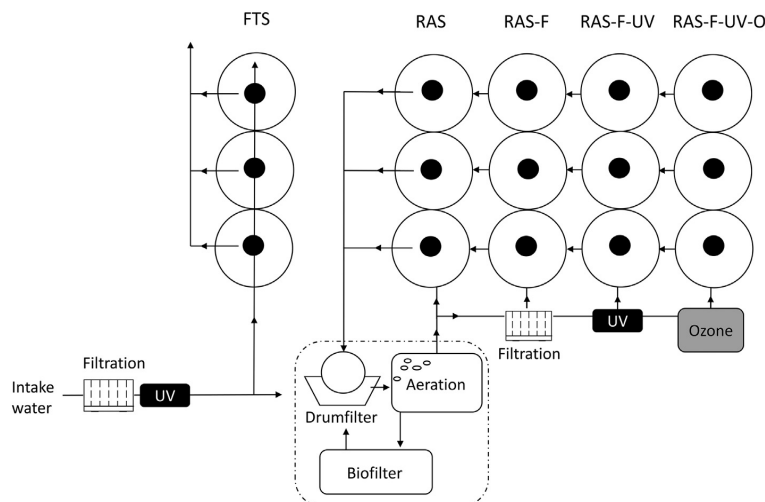 FTS
RAS
RAS-F
RAS-F-UV
RAS-F-UV-O
Filtration
UV
Ozone
Filtration
Intake
water
UV
Aeration
Drumfilter
Biofilter